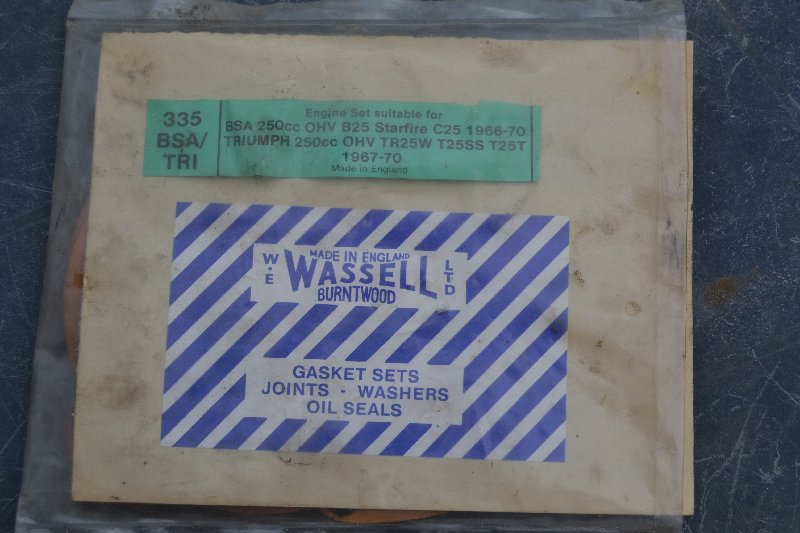 335
BSA/
TRI
Engine Set suitable for
BSA 250cc OHV B25 Starfire C25 1966-70
TRIUMPH 250cc OHV TR25W T25SS T25T
1967-70
Made in England
MADE IN ENGLAND
W·E WASSELL LTD
BURNTWOOD
GASKET SETS
JOINTS - WASHERS
OIL SEALS